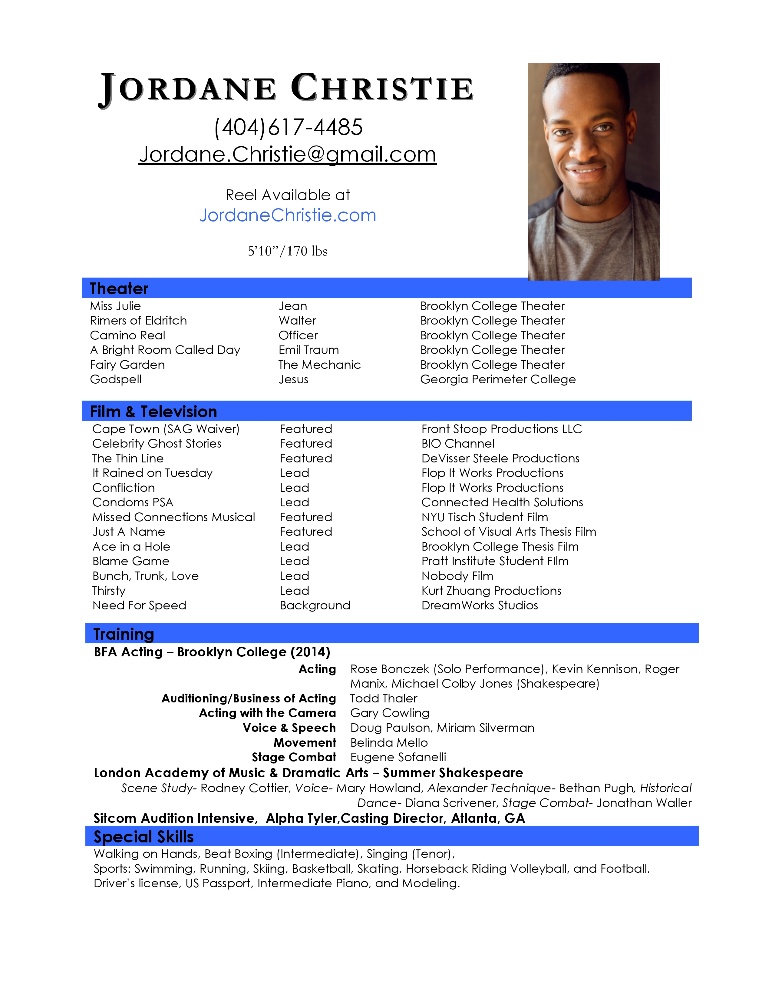 JORDANE CHRISTIE
(404)617-4485
Jordane.Christie@gmail.com
Reel Available at
JordaneChristie.com
5'10"/170 lbs
Theater
Miss Julie Jean Brooklyn College Theater
Rimers of Eldritch Walter Brooklyn College Theater
Camino Real Officer Brooklyn College Theater
A Bright Room Called Day Emil Traum Brooklyn College Theater
Fairy Garden The Mechanic Brooklyn College Theater
Godspell Jesus Georgia Perimeter College
Film & Television
Cape Town (SAG Waiver) Featured Front Stoop Productions LLC
Celebrity Ghost Stories Featured BIO Channel
The Thin Line Featured DeVisser Steele Productions
It Rained on Tuesday Lead Flop It Works Productions
Confliction Lead Flop It Works Productions
Condoms PSA Lead Connected Health Solutions
Missed Connections Musical Featured NYU Tisch Student Film
Just A Name Featured School of Visual Arts Thesis Film
Ace in a Hole Lead Brooklyn College Thesis Film
Blame Game Lead Pratt Institute Student Film
Bunch, Trunk, Love Lead Nobody Film
Thirsty Lead Kurt Zhuang Productions
Need For Speed Background DreamWorks Studios
Training
BFA Acting – Brooklyn College (2014)
Acting Rose Bonczek (Solo Performance), Kevin Kennison, Roger
Manix, Michael Colby Jones (Shakespeare)
Auditioning/Business of Acting Todd Thaler
Acting with the Camera Gary Cowling
Voice & Speech Doug Paulson, Miriam Silverman
Movement Belinda Mello
Stage Combat Eugene Sofanelli
London Academy of Music & Dramatic Arts – Summer Shakespeare
Scene Study- Rodney Cottier, Voice- Mary Howland, Alexander Technique- Bethan Pugh, Historical
Dance- Diana Scrivener, Stage Combat- Jonathan Waller
Sitcom Audition Intensive, Alpha Tyler,Casting Director, Atlanta, GA
Special Skills
Walking on Hands, Beat Boxing (Intermediate), Singing (Tenor).
Sports: Swimming, Running, Skiing, Basketball, Skating, Horseback Riding Volleyball, and Football.
Driver's license, US Passport, Intermediate Piano, and Modeling.